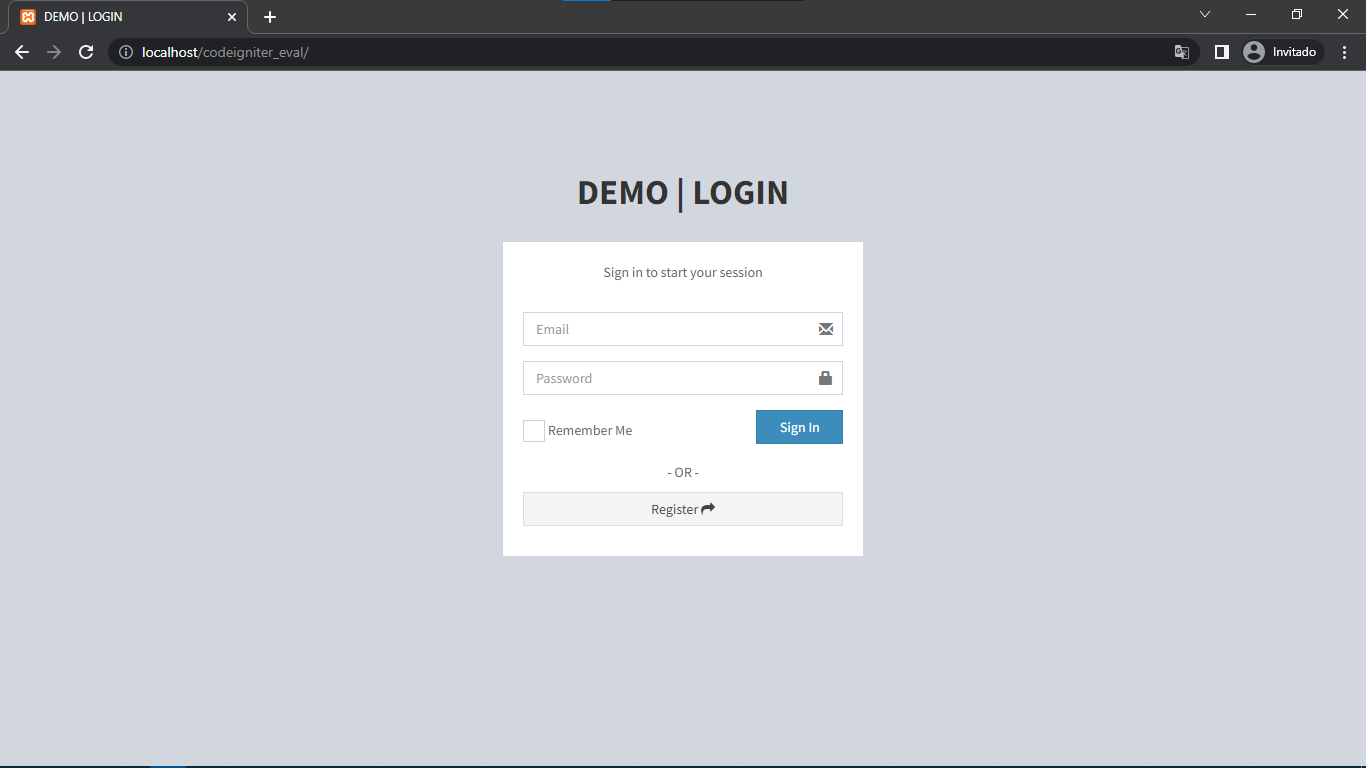 DEMO | LOGIN
localhost/codeigniter_eval/
Invitado
DEMO | LOGIN
Sign in to start your session
Email
Password
Remember Me
Sign In
- OR -
Register